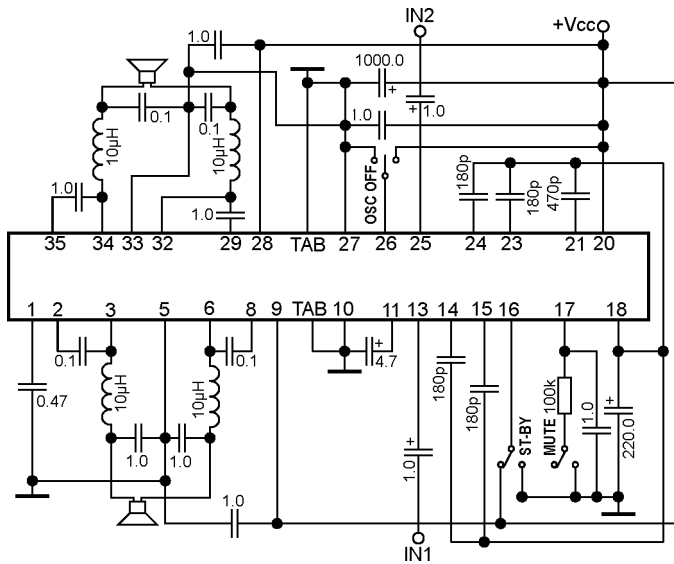 IN2
+Vcc
1.0
1000.0
+
0.1
0.1
1.0
+
1.0
10µH
10µH
OSC OFF
180p
180p
470p
1.0
1.0
35 34 33 32 29 28 TAB 27 26 25 24 23 21 20
1 2 3 5 6 8 9 TAB 10 11 13 14 15 16 17 18
0.1
0.1
+
4.7
0.47
10µH
10µH
180p
180p
100k
1.0
+
220.0
ST-BY
MUTE
1.0
1.0
+
1.0
1.0
IN1